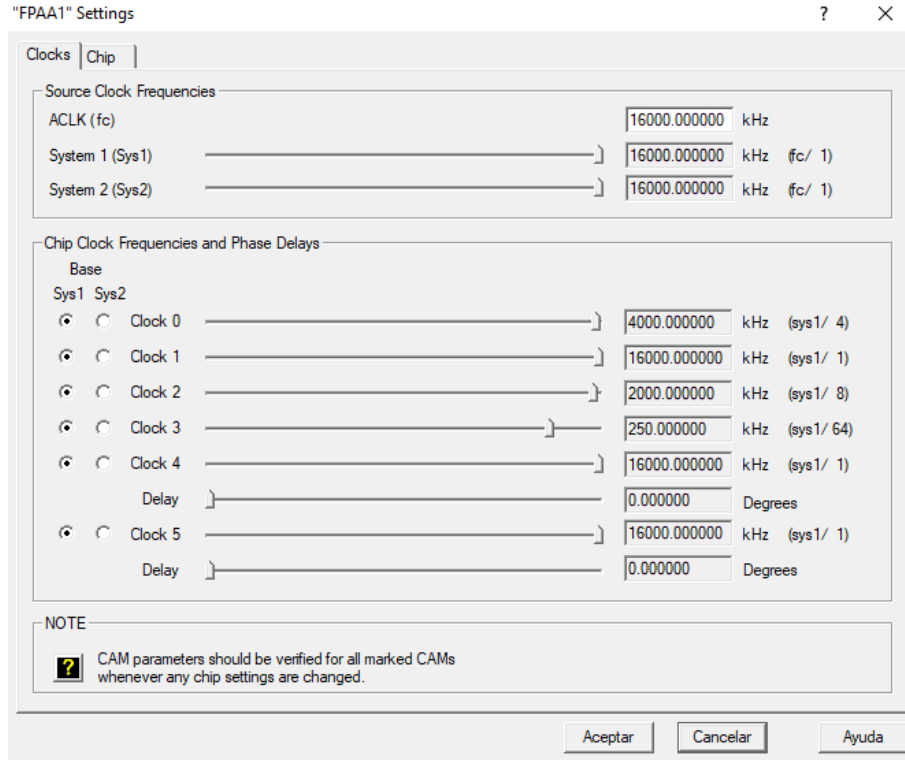 "FPAA1" Settings ? ×
Clocks Chip
Source Clock Frequencies
ACLK (fc) 16000.000000 kHz
System 1 (Sys1) 16000.000000 kHz (fc/ 1)
System 2 (Sys2) 16000.000000 kHz (fc/ 1)
Chip Clock Frequencies and Phase Delays
Base
Sys1 Sys2
Clock 0 4000.000000 kHz (sys1/ 4)
Clock 1 16000.000000 kHz (sys1/ 1)
Clock 2 2000.000000 kHz (sys1/ 8)
Clock 3 250.000000 kHz (sys1/ 64)
Clock 4 16000.000000 kHz (sys1/ 1)
Delay 0.000000 Degrees
Clock 5 16000.000000 kHz (sys1/ 1)
Delay 0.000000 Degrees
NOTE
? CAM parameters should be verified for all marked CAMs
whenever any chip settings are changed.
Aceptar Cancelar Ayuda